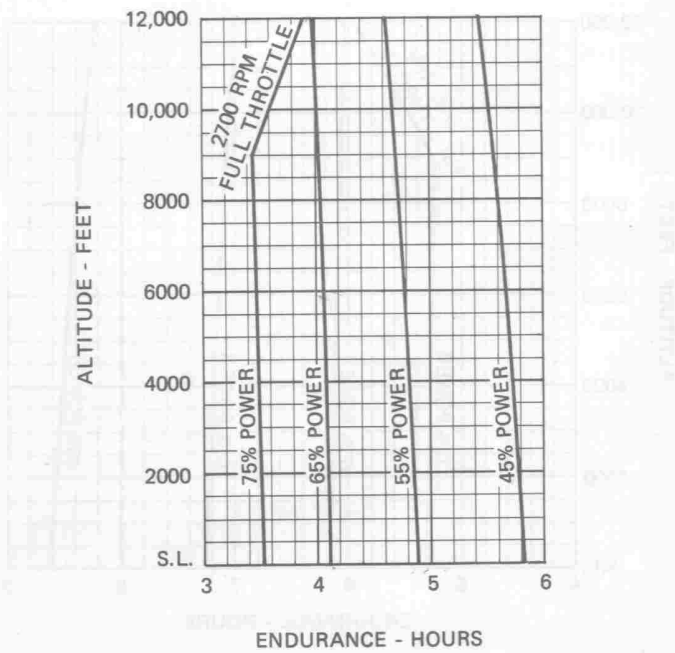 12,000
10,000
8000
6000
4000
2000
S.L.
ALTITUDE - FEET
2700 RPM
FULL THROTTLE
75% POWER
65% POWER
55% POWER
45% POWER
3 4 5 6
ENDURANCE - HOURS